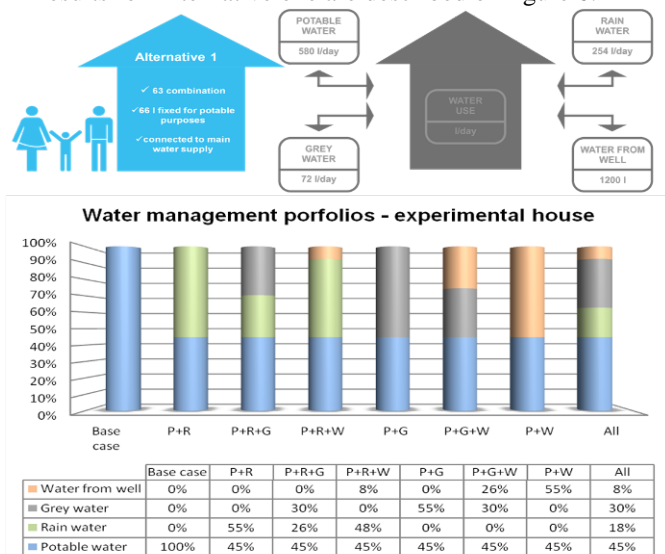 POTABLE
WATER
580 l/day
RAIN
WATER
254 l/day
Alternative 1
✓ 63 combination
✓66 l fixed for potable
purposes
✓connected to main
water supply
WATER
USE
l/day
GREY
WATER
72 l/day
WATER FROM
WELL
1200 l
Water management porfolios - experimental house
100%
90%
80%
70%
60%
50%
40%
30%
20%
10%
0%
Base
case
P+R
P+R+G
P+R+W
P+G
P+G+W
P+W
All
Base case P+R P+R+G P+R+W P+G P+G+W P+W All
Water from well 0% 0% 0% 8% 0% 26% 55% 8%
Grey water 0% 0% 30% 0% 55% 30% 0% 30%
Rain water 0% 55% 26% 48% 0% 0% 0% 18%
Potable water 100% 45% 45% 45% 45% 45% 45% 45%